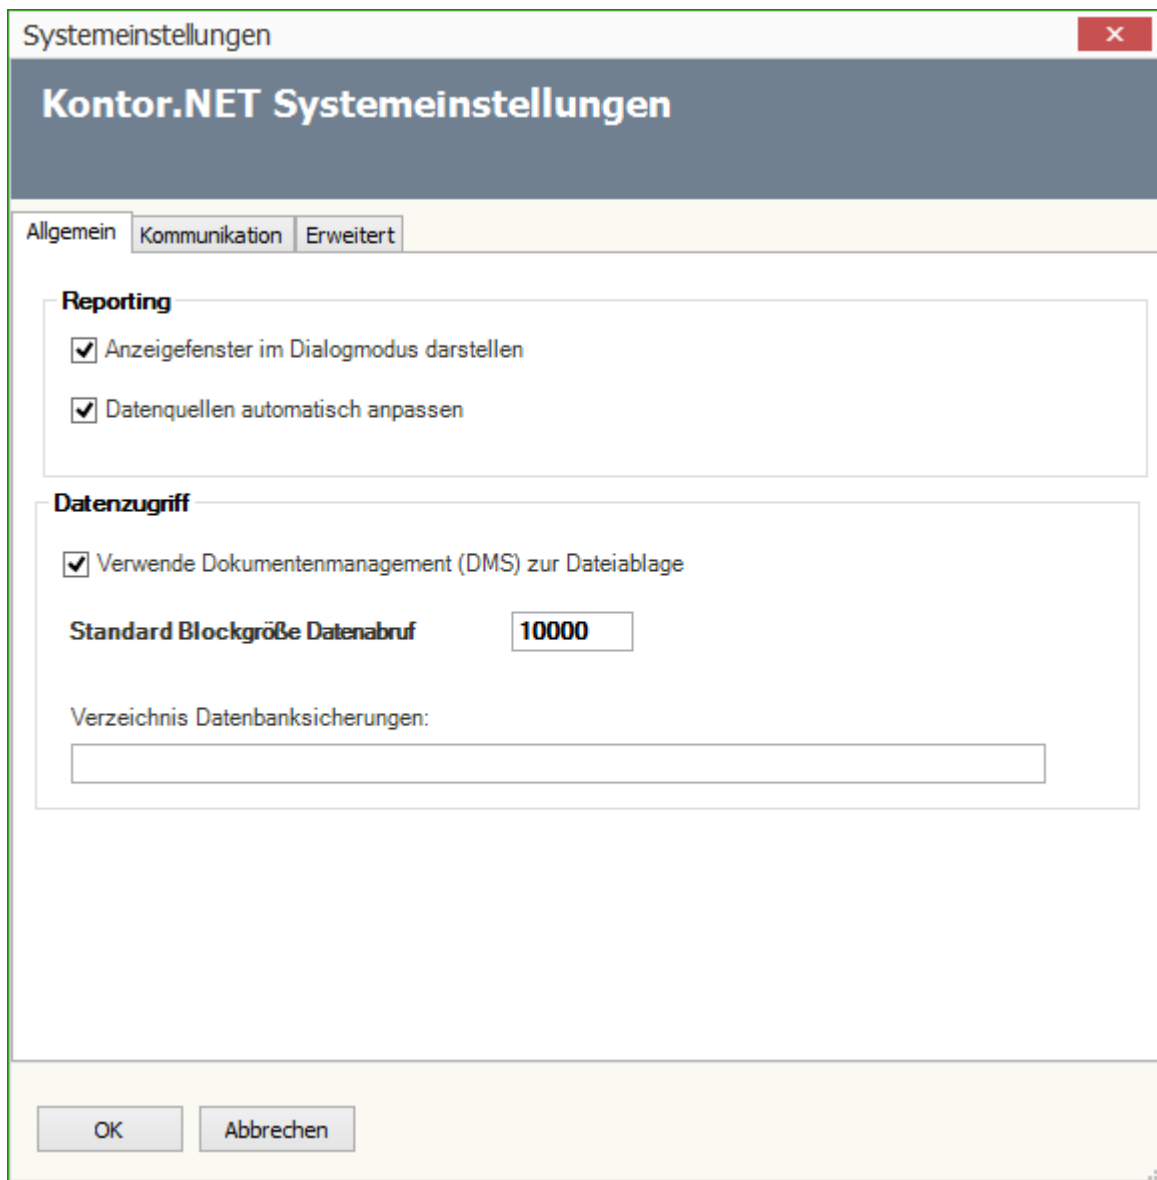 Systemeinstellungen
Kontor.NET Systemeinstellungen
Allgemein Kommunikation Erweitert
Reporting
Anzeigefenster im Dialogmodus darstellen
Datenquellen automatisch anpassen
Datenzugriff
Verwende Dokumentenmanagement (DMS) zur Dateiablage
Standard Blockgröße Datenabruf 10000
Verzeichnis Datenbanksicherungen:
OK Abbrechen